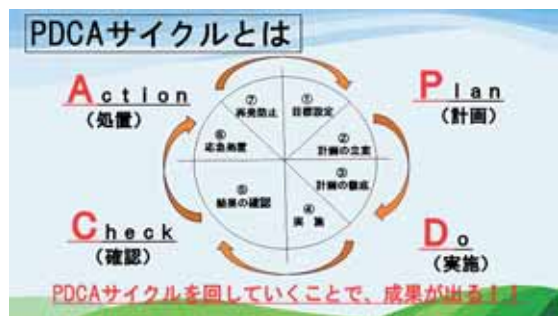 PDCAサイクルとは
Action
(処置)
Plan
(計画)
⑦
再発防止
①
目標設定
⑥
応急処置
②
計画の立案
⑤
結果の確認
③
計画の徹底
④
実 施
Check
(確認)
Do
(実施)
PDCAサイクルを回していくことで、成果が出る!!